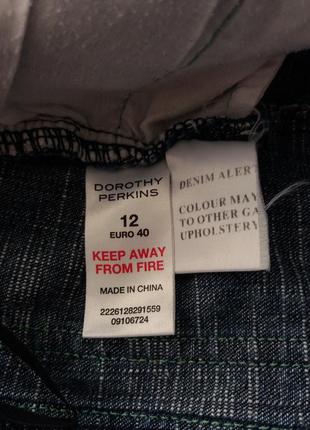 DOROTHY
PERKINS
12
EURO 40
KEEP AWAY
FROM FIRE
MADE IN CHINA
2226128291559
09106724
DENIM ALER
COLOUR MAY
TO OTHER GA
UPHOLSTERY